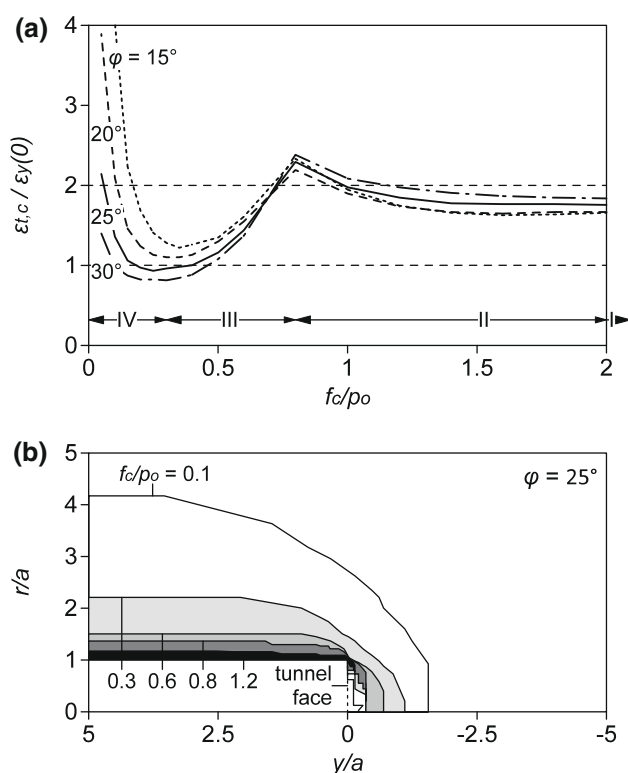 (a)
4
3
2
1
0
εt,c / εy(0)
φ = 15°
20°
25°
30°
IV III II I
0 0.5 1 1.5 2
fc/po
(b)
5
4
3
2
1
0
r/a
fc/po = 0.1
φ = 25°
0.3 0.6 0.8 1.2
tunnel
face
5 2.5 0 -2.5 -5
y/a